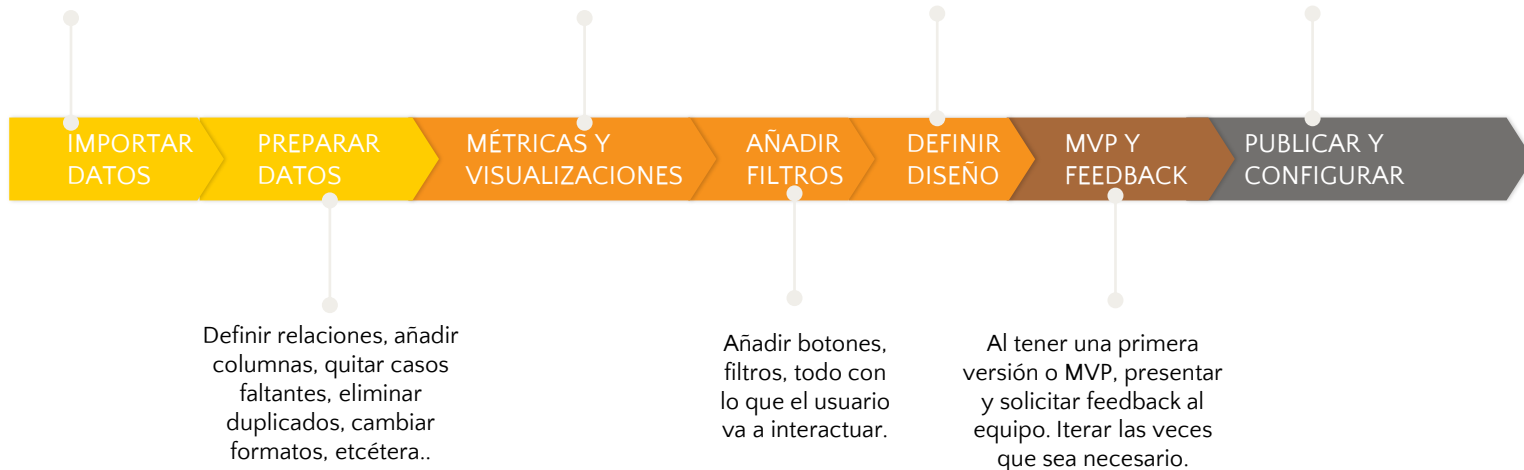 IMPORTAR
DATOS
PREPARAR
DATOS
MÉTRICAS Y
VISUALIZACIONES
AÑADIR
FILTROS
DEFINIR
DISEÑO
MVP Y
FEEDBACK
PUBLICAR Y
CONFIGURAR
Definir relaciones, añadir
columnas, quitar casos
faltantes, eliminar
duplicados, cambiar
formatos, etcétera..
Añadir botones,
filtros, todo con
lo que el usuario
va a interactuar.
Al tener una primera
versión o MVP, presentar
y solicitar feedback al
equipo. Iterar las veces
que sea necesario.